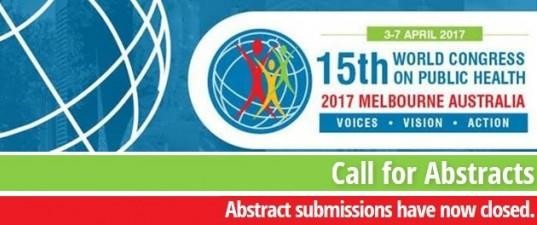 3-7 APRIL 2017
15th WORLD CONGRESS
ON PUBLIC HEALTH
2017 MELBOURNE AUSTRALIA
VOICES • VISION • ACTION
Call for Abstracts
Abstract submissions have now closed.